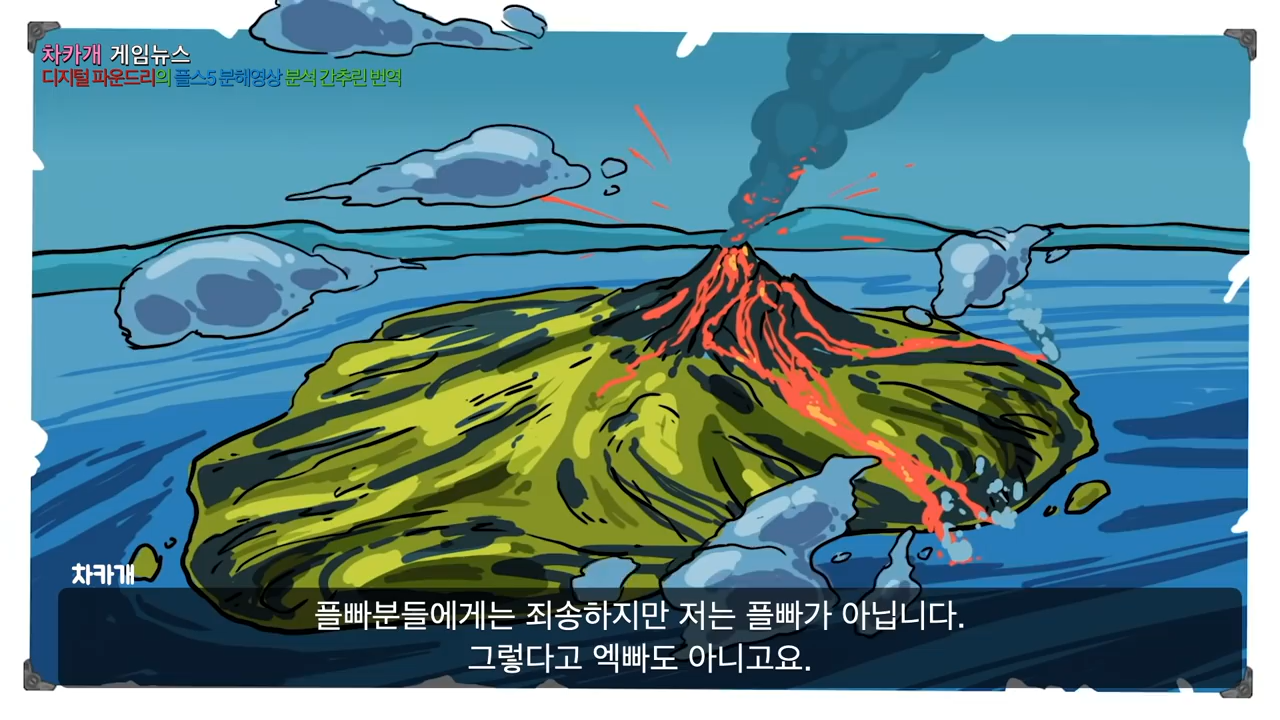 차카개 게임뉴스
디지털 파운드리의 플스5 분해영상 분석 간추린 번역
차카개
플빠분들에게는 죄송하지만 저는 플빠가 아닙니다.
그렇다고 엑빠도 아니고요.